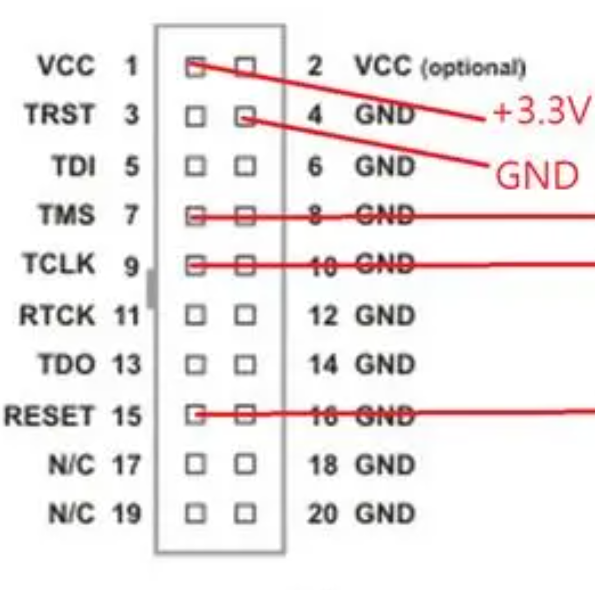 VCC 1 2 VCC (optional)
+3.3V
TRST 3 4 GND
TDI 5 6 GND
GND
TMS 7 8 GND
TCLK 9 10 GND
RTCK 11 12 GND
TDO 13 14 GND
RESET 15 16 GND
N/C 17 18 GND
N/C 19 20 GND